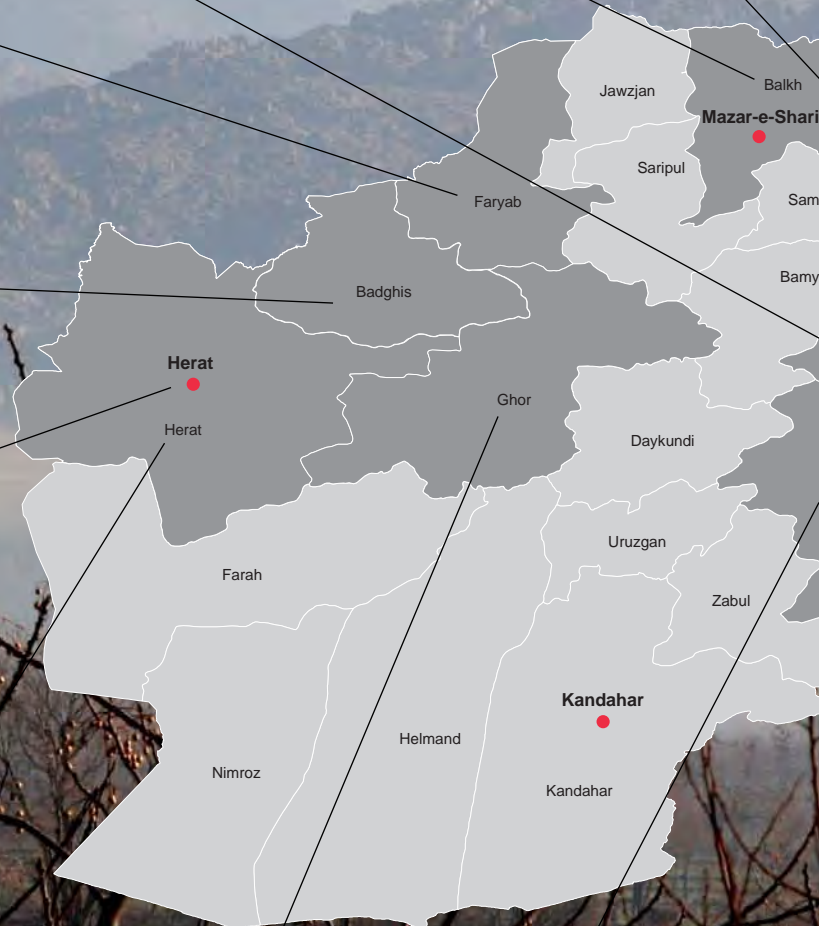 Jawzjan
Balkh
Mazar-e-Shari
Saripul
Sam
Faryab
Bamy
Badghis
Herat
Ghor
Herat
Daykundi
Uruzgan
Farah
Zabul
Kandahar
Helmand
Nimroz
Kandahar